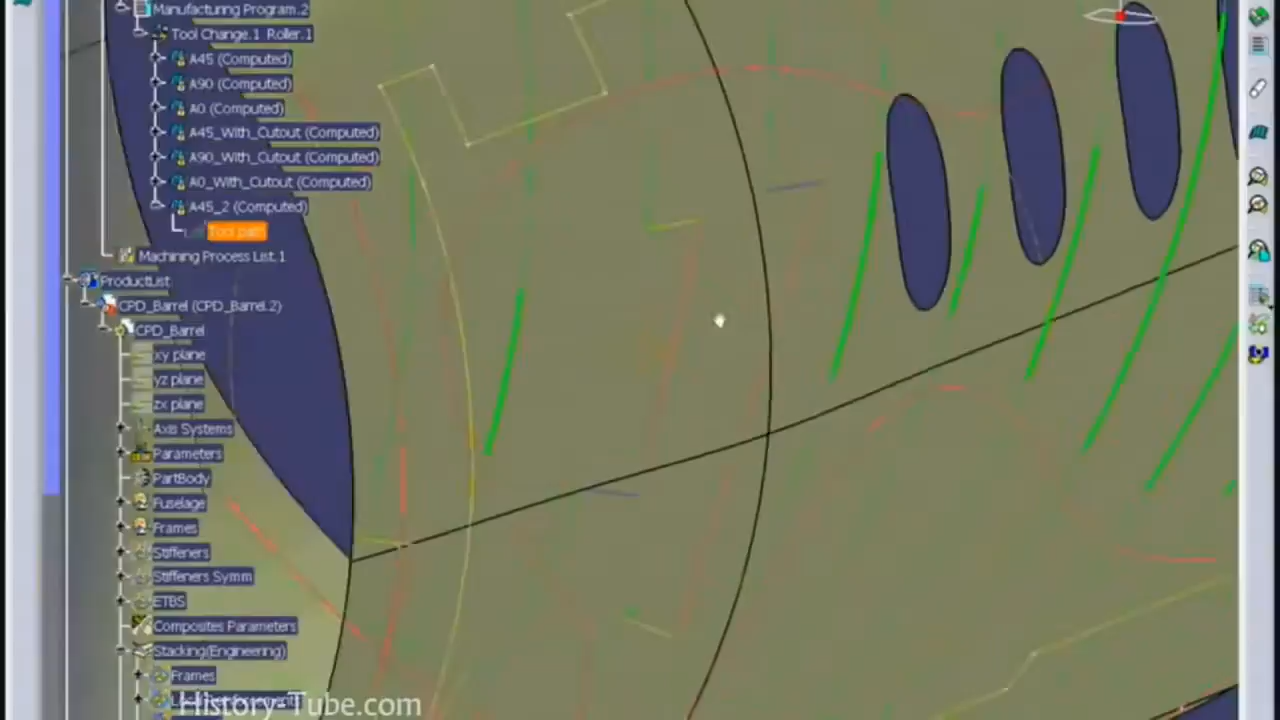 Manufacturing Program.2
Tool Change.1 Roller.1
A45 (Computed)
A90 (Computed)
A0 (Computed)
A45_With_Cutout (Computed)
A90_With_Cutout (Computed)
A0_With_Cutout (Computed)
A45_2 (Computed)
Tool path
Machining Process List.1
ProductList
CPD_Barrel (CPD_Barrel.2)
CPD_Barrel
xy plane
yz plane
zx plane
Axis Systems
Parameters
PartBody
Fuselage
Frames
Stiffeners
Stiffeners Symm
ETBS
Composites Parameters
Stacking(Engineering)
Frames
History-Tube.com